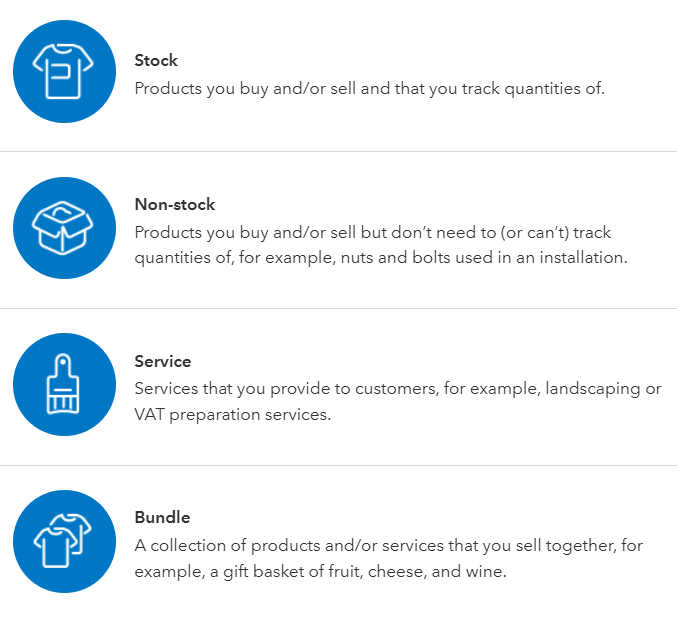 Stock
Products you buy and/or sell and that you track quantities of.
Non-stock
Products you buy and/or sell but don’t need to (or can’t) track
quantities of, for example, nuts and bolts used in an installation.
Service
Services that you provide to customers, for example, landscaping or
VAT preparation services.
Bundle
A collection of products and/or services that you sell together, for
example, a gift basket of fruit, cheese, and wine.